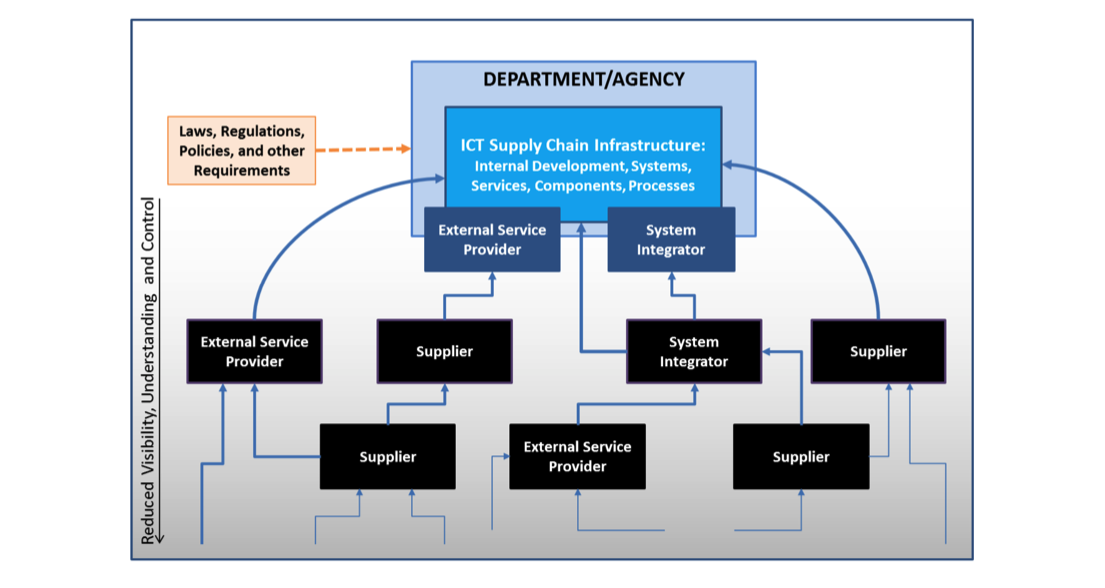 DEPARTMENT/AGENCY
Laws, Regulations,
Policies, and other
Requirements
ICT Supply Chain Infrastructure:
Internal Development, Systems,
Services, Components, Processes
External Service
Provider
System
Integrator
Reduced Visibility, Understanding and Control
External Service
Provider
Supplier
System
Integrator
Supplier
Supplier
External Service
Provider
Supplier